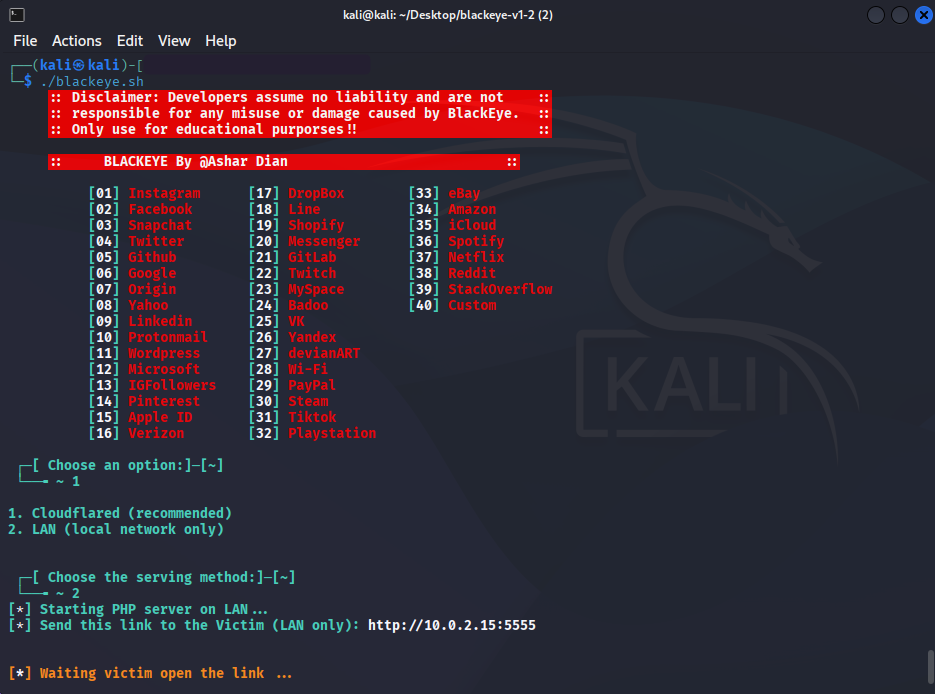 kali@kali: ~/Desktop/blackeye-v1-2 (2)
File Actions Edit View Help
┌──(kali㉿kali)-[
└─$ ./blackeye.sh
:: Disclaimer: Developers assume no liability and are not ::
:: responsible for any misuse or damage caused by BlackEye. ::
:: Only use for educational purporses!! ::
:: BLACKEYE By @Ashar Dian ::
[01] Instagram [17] DropBox [33] eBay
[02] Facebook [18] Line [34] Amazon
[03] Snapchat [19] Shopify [35] iCloud
[04] Twitter [20] Messenger [36] Spotify
[05] Github [21] GitLab [37] Netflix
[06] Google [22] Twitch [38] Reddit
[07] Origin [23] MySpace [39] StackOverflow
[08] Yahoo [24] Badoo [40] Custom
[09] Linkedin [25] VK
[10] Protonmail [26] Yandex
[11] Wordpress [27] devianART
[12] Microsoft [28] Wi-Fi
[13] IGFollowers [29] PayPal
[14] Pinterest [30] Steam
[15] Apple ID [31] Tiktok
[16] Verizon [32] Playstation
KALI
┌─[ Choose an option:]─[~]
└──╼ ~ 1
1. Cloudflared (recommended)
2. LAN (local network only)
┌─[ Choose the serving method:]─[~]
└──╼ ~ 2
[*] Starting PHP server on LAN...
[*] Send this link to the Victim (LAN only): http://10.0.2.15:5555
[*] Waiting victim open the link ...